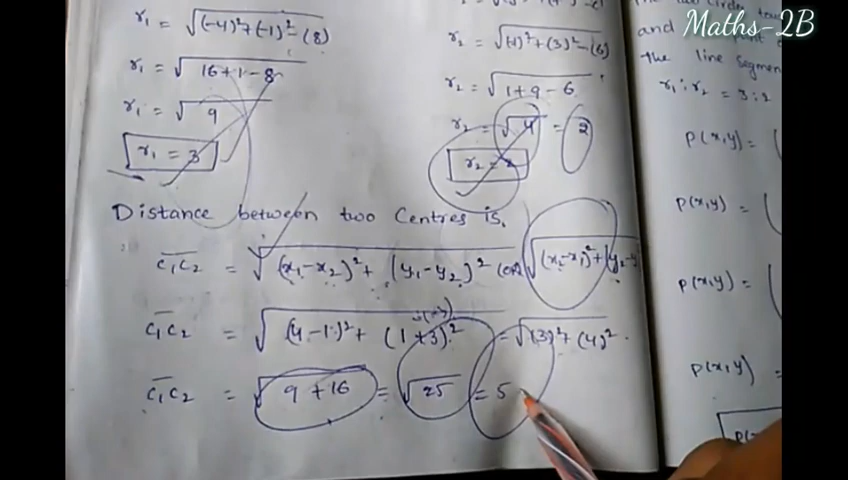 Maths-2B
r₁ = √(-4)²+(-1)²-(8)
r₁ = √16+1-8
r₁ = √9
r₁ = 3
r₂ = √(-1)²+(3)²-(6)
r₂ = √1+9-6
r₂ = √4 = 2
r₂ = 2
Distance between two Centres is.
C₁C₂ = √(x₁-x₂)²+(y₁-y₂)² (or) √(x₂-x₁)²+(y₂-y
C₁C₂ = √(4-1)²+(1+3)² = √(3)²+(4)².
C₁C₂ = √9+16 = √25 = 5
and
the line segmen
r₁:r₂ = 3:2
P(x,y) = (
P(x,y) = (
P(x,y) = (
P(x,y) =